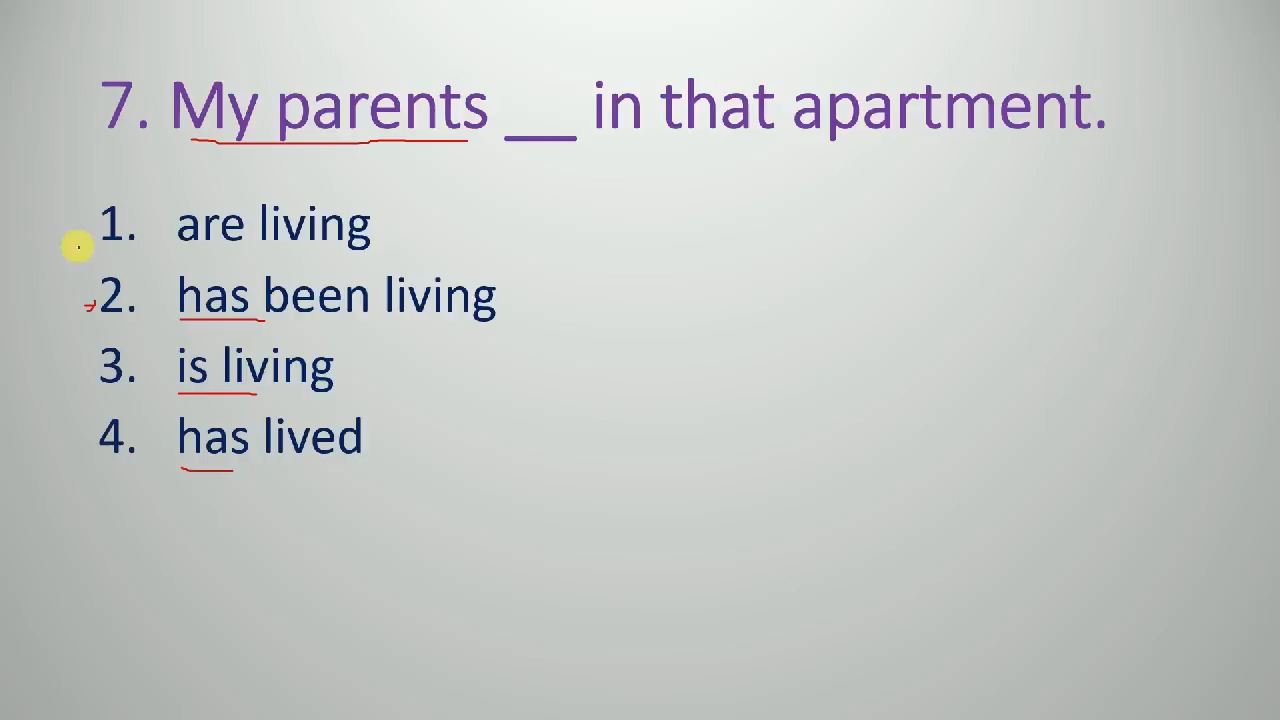 7. My parents __ in that apartment.
1. are living
2. has been living
3. is living
4. has lived